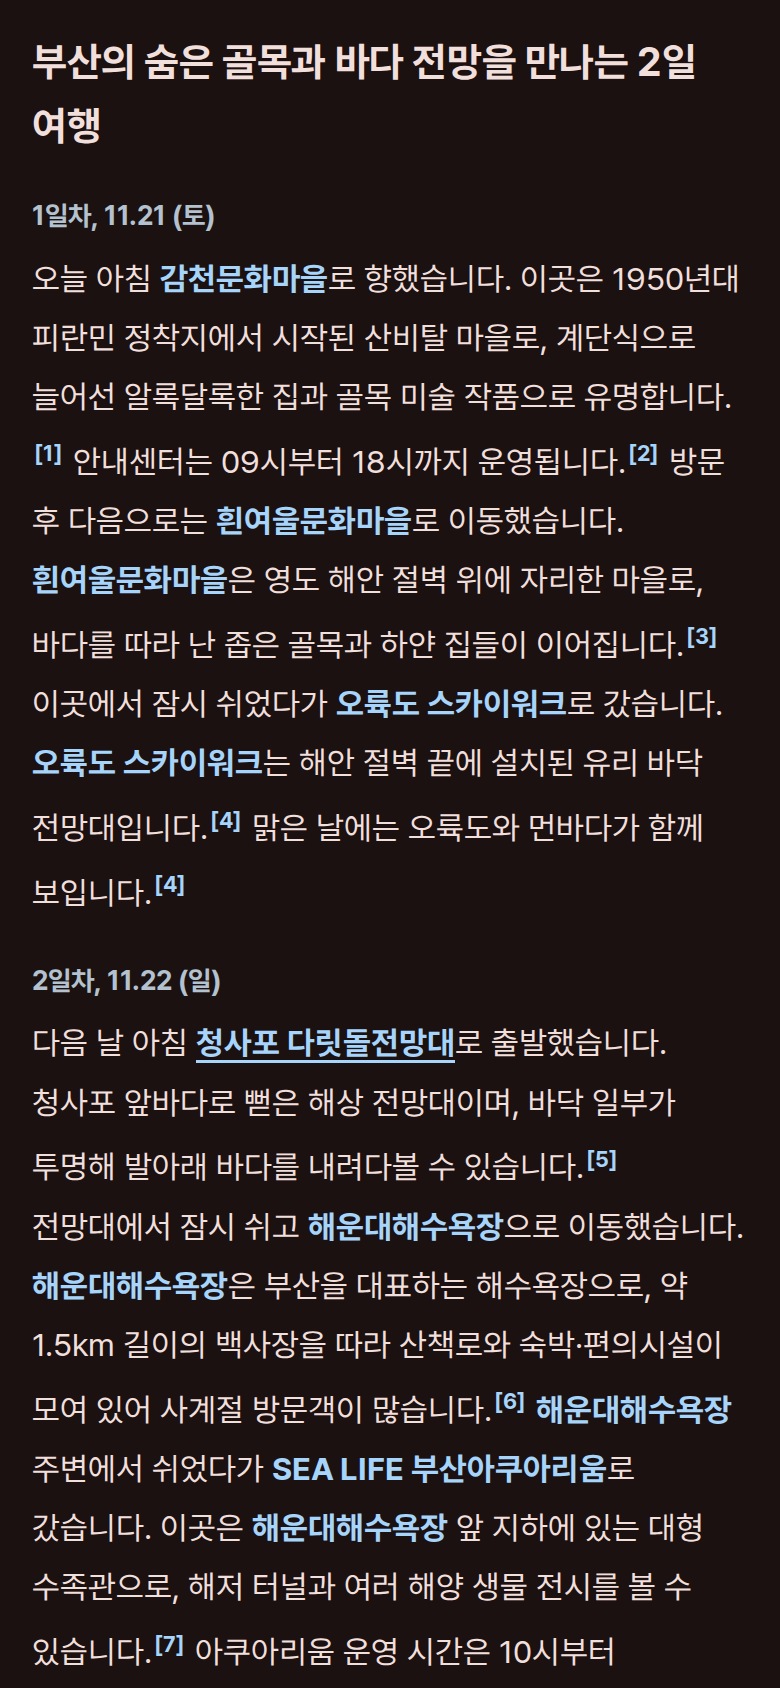 부산의 숨은 골목과 바다 전망을 만나는 2일
여행
1일차, 11.21 (토)
오늘 아침 감천문화마을로 향했습니다. 이곳은 1950년대
피란민 정착지에서 시작된 산비탈 마을로, 계단식으로
늘어선 알록달록한 집과 골목 미술 작품으로 유명합니다.
[1] 안내센터는 09시부터 18시까지 운영됩니다.[2] 방문
후 다음으로는 흰여울문화마을로 이동했습니다.
흰여울문화마을은 영도 해안 절벽 위에 자리한 마을로,
바다를 따라 난 좁은 골목과 하얀 집들이 이어집니다.[3]
이곳에서 잠시 쉬었다가 오륙도 스카이워크로 갔습니다.
오륙도 스카이워크는 해안 절벽 끝에 설치된 유리 바닥
전망대입니다.[4] 맑은 날에는 오륙도와 먼바다가 함께
보입니다.[4]
2일차, 11.22 (일)
다음 날 아침 청사포 다릿돌전망대로 출발했습니다.
청사포 앞바다로 뻗은 해상 전망대이며, 바닥 일부가
투명해 발아래 바다를 내려다볼 수 있습니다.[5]
전망대에서 잠시 쉬고 해운대해수욕장으로 이동했습니다.
해운대해수욕장은 부산을 대표하는 해수욕장으로, 약
1.5km 길이의 백사장을 따라 산책로와 숙박·편의시설이
모여 있어 사계절 방문객이 많습니다.[6] 해운대해수욕장
주변에서 쉬었다가 SEA LIFE 부산아쿠아리움로
갔습니다. 이곳은 해운대해수욕장 앞 지하에 있는 대형
수족관으로, 해저 터널과 여러 해양 생물 전시를 볼 수
있습니다.[7] 아쿠아리움 운영 시간은 10시부터